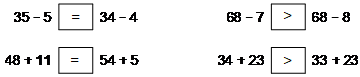 35 – 5 = 34 – 4 68 – 7 > 68 – 8
48 + 11 = 54 + 5 34 + 23 > 33 + 23